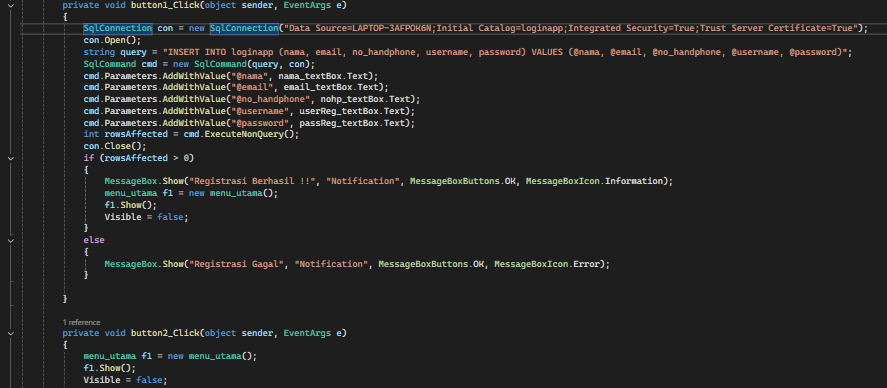 private void button1_Click(object sender, EventArgs e)
{
SqlConnection con = new SqlConnection("Data Source=LAPTOP-3AFPOK6N;Initial Catalog=loginapp;Integrated Security=True;Trust Server Certificate=True");
con.Open();
string query = "INSERT INTO loginapp (nama, email, no_handphone, username, password) VALUES (@nama, @email, @no_handphone, @username, @password)";
SqlCommand cmd = new SqlCommand(query, con);
cmd.Parameters.AddWithValue("@nama", nama_textBox.Text);
cmd.Parameters.AddWithValue("@email", email_textBox.Text);
cmd.Parameters.AddWithValue("@no_handphone", nohp_textBox.Text);
cmd.Parameters.AddWithValue("@username", userReg_textBox.Text);
cmd.Parameters.AddWithValue("@password", passReg_textBox.Text);
int rowsAffected = cmd.ExecuteNonQuery();
con.Close();
if (rowsAffected > 0)
{
MessageBox.Show("Registrasi Berhasil !!", "Notification", MessageBoxButtons.OK, MessageBoxIcon.Information);
menu_utama f1 = new menu_utama();
f1.Show();
Visible = false;
}
else
{
MessageBox.Show("Registrasi Gagal", "Notification", MessageBoxButtons.OK, MessageBoxIcon.Error);
}
}
1 reference
private void button2_Click(object sender, EventArgs e)
{
menu_utama f1 = new menu_utama();
f1.Show();
Visible = false;